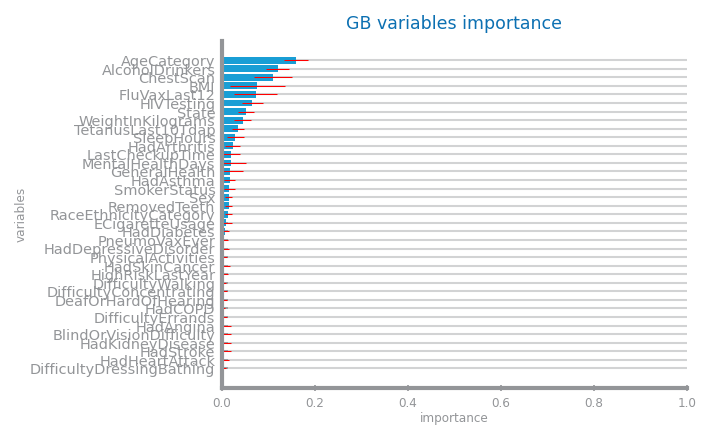 GB variables importance
AgeCategory
AlcoholDrinkers
ChestScan
BMI
FluVaxLast12
HIVTesting
State
WeightInKilograms
TetanusLast10Tdap
SleepHours
HadArthritis
LastCheckupTime
MentalHealthDays
GeneralHealth
HadAsthma
SmokerStatus
Sex
RemovedTeeth
RaceEthnicityCategory
ECigaretteUsage
HadDiabetes
PneumoVaxEver
HadDepressiveDisorder
PhysicalActivities
HadSkinCancer
HighRiskLastYear
DifficultyWalking
DifficultyConcentrating
DeafOrHardOfHearing
HadCOPD
DifficultyErrands
HadAngina
BlindOrVisionDifficulty
HadKidneyDisease
HadStroke
HadHeartAttack
DifficultyDressingBathing
variables
0.0 0.2 0.4 0.6 0.8 1.0
importance